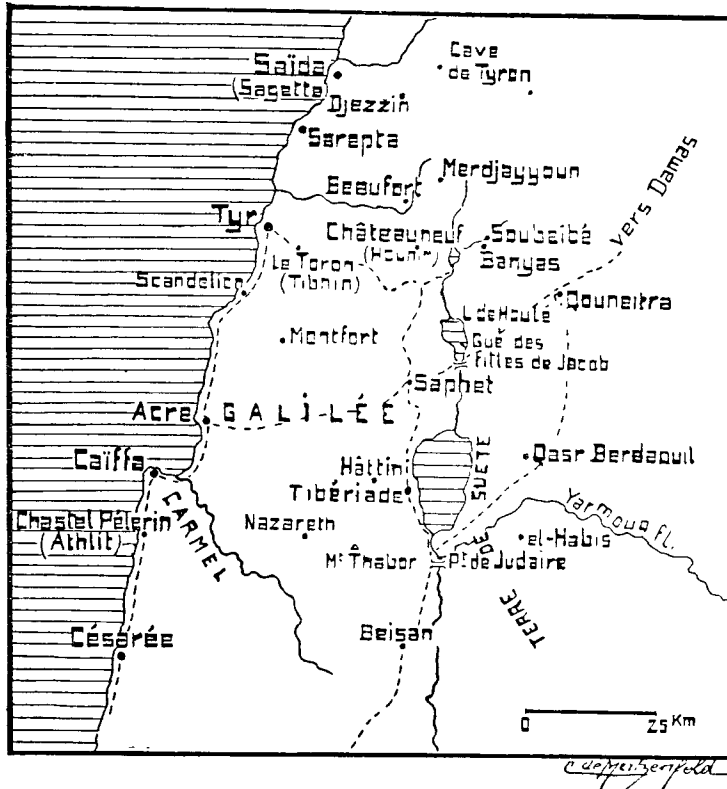 Cave
de Tyron
Saïda
(Sagette)
Djezzin
Sarepta
Merdjayyoun
Beaufort
vers Damas
Tyr
Châteauneuf
(Hounin)
Soubeïbé
Banyas
le Toron
(Tibnin)
Scandelion
Qouneitra
L. de Houlé
Montfort
Gué des
Filles de Jacob
Saphet
Acre
GALILÉE
Caïffa
Hâttin
Qasr Berdaouil
Tibériade
SUETE
Yarmouq fl.
Chastel Pélerin
(Athlit)
CARMEL
Nazareth
el-Habis
Mt Thabor
Pt de Judaire
DE
TERRE
Césarée
Beisan
0 25 Km